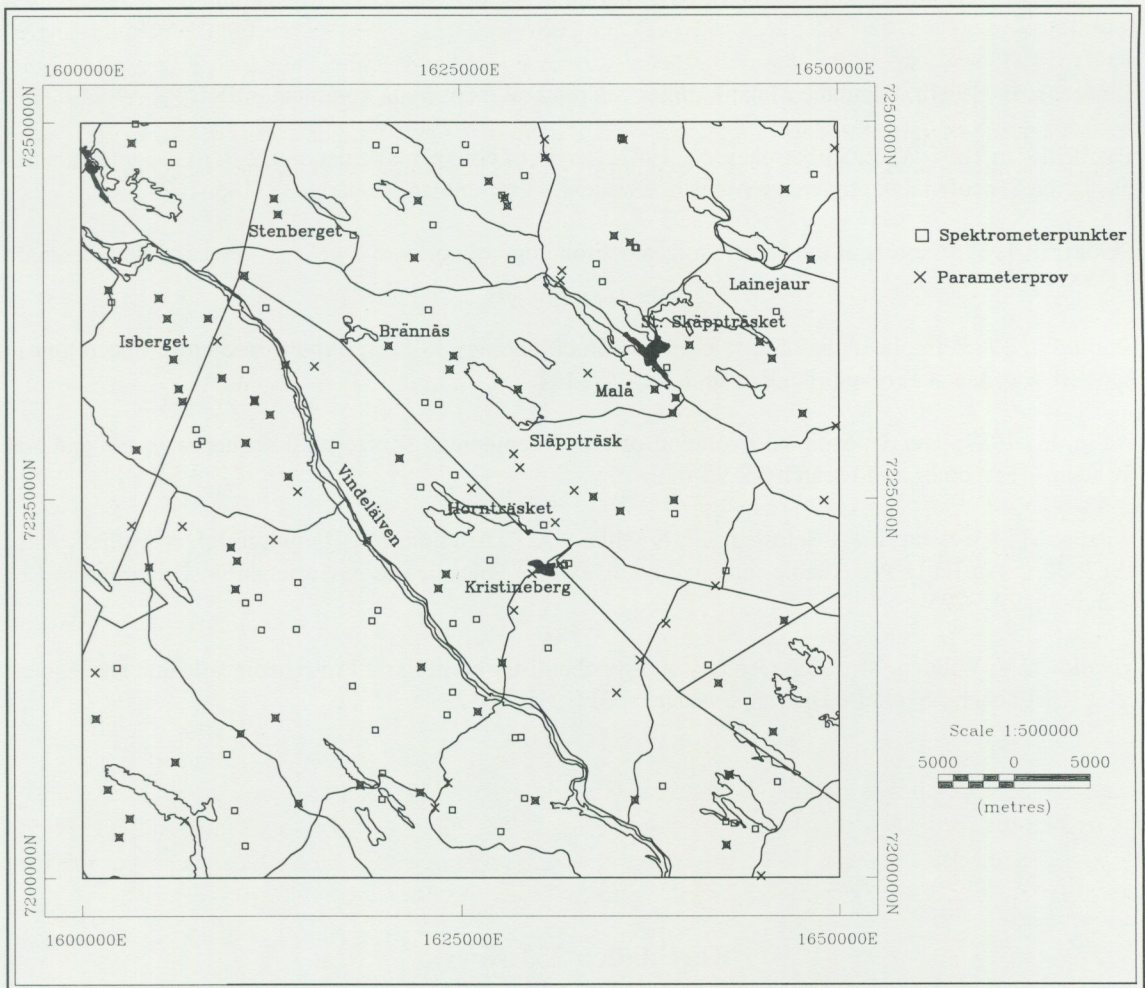 1600000E
1625000E
1650000E
7250000N
7250000N
Spektrometerpunkter
Parameterprov
Stenberget
Lainejaur
St. Skäppträsket
Isberget
Brännäs
Malå
Släppträsk
Vindelälven
7225000N
7225000N
Hornträsket
Kristineberg
Scale 1:500000
5000 0 5000
(metres)
7200000N
7200000N
1600000E
1625000E
1650000E